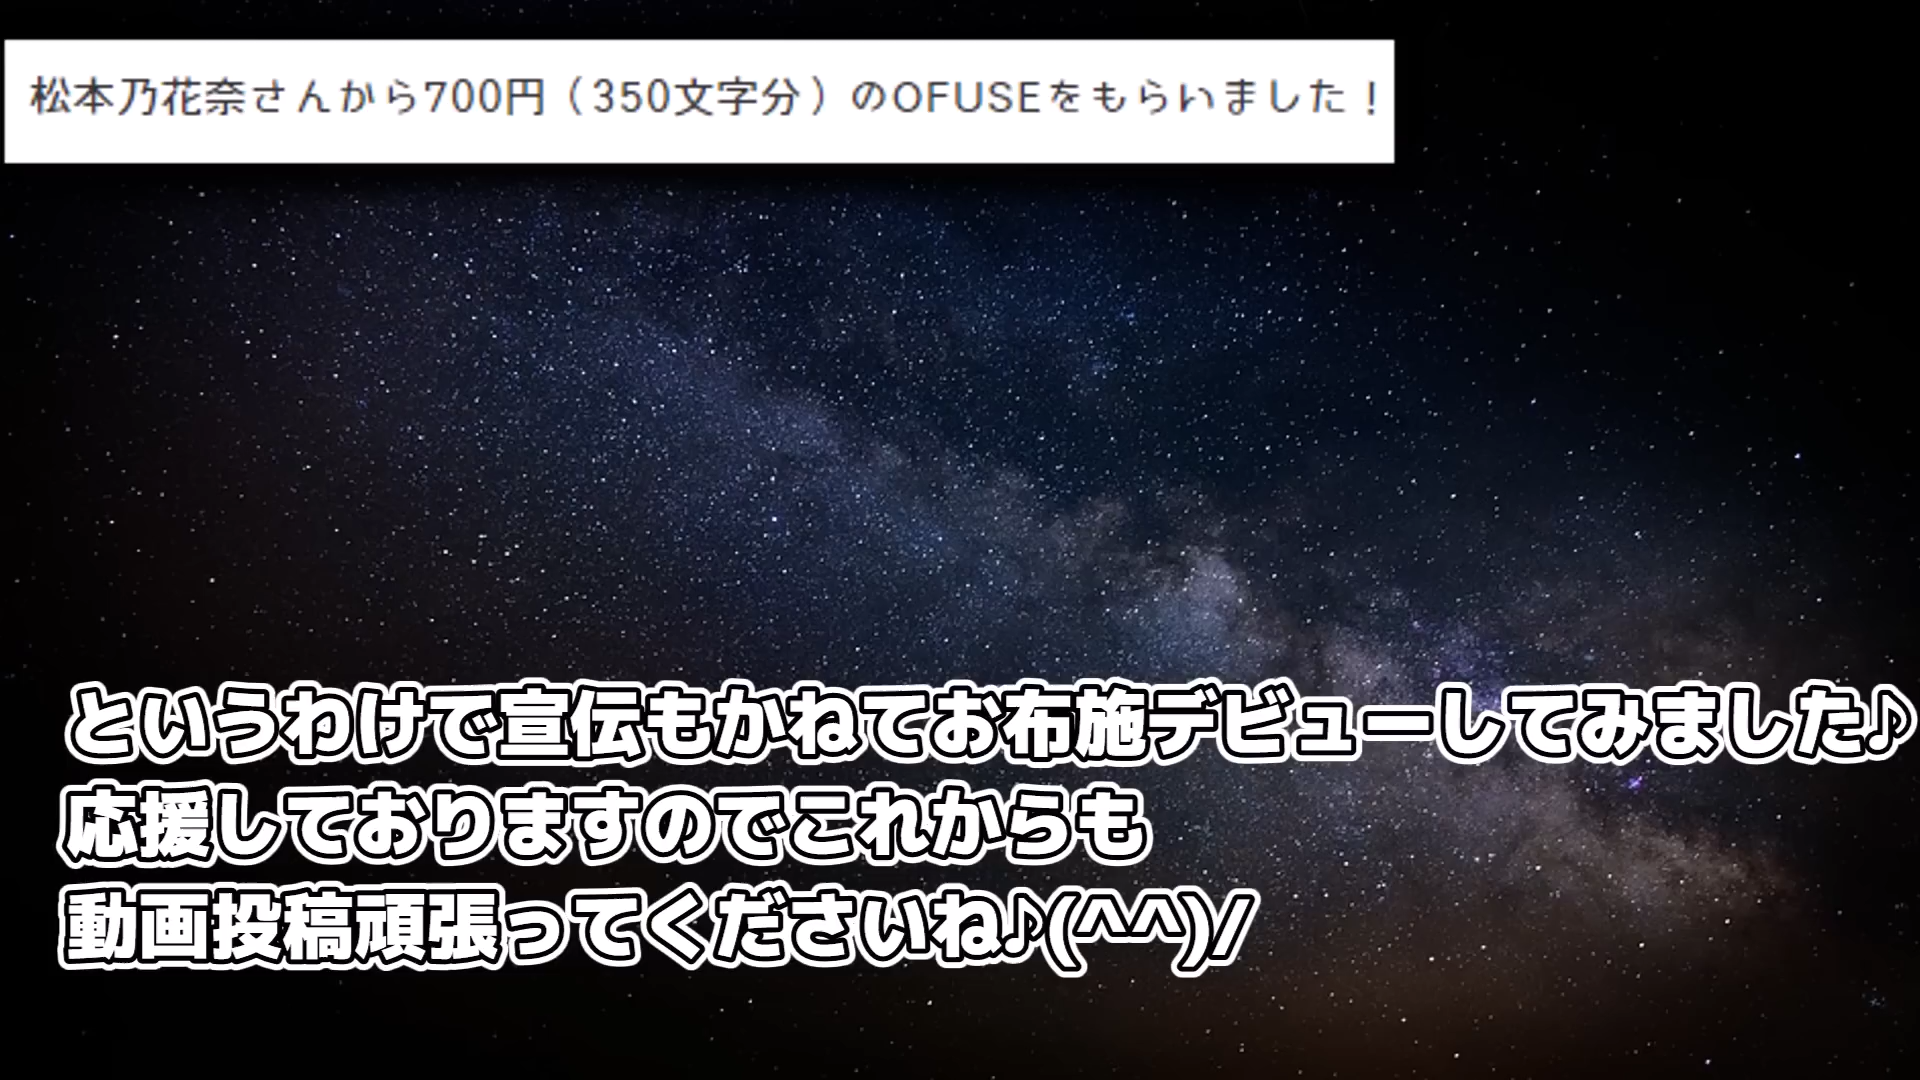 松本乃花奈さんから700円（350文字分）のOFUSEをもらいました！
というわけで宣伝もかねてお布施デビューしてみました♪
応援しておりますのでこれからも
動画投稿頑張ってくださいね♪(^^)/